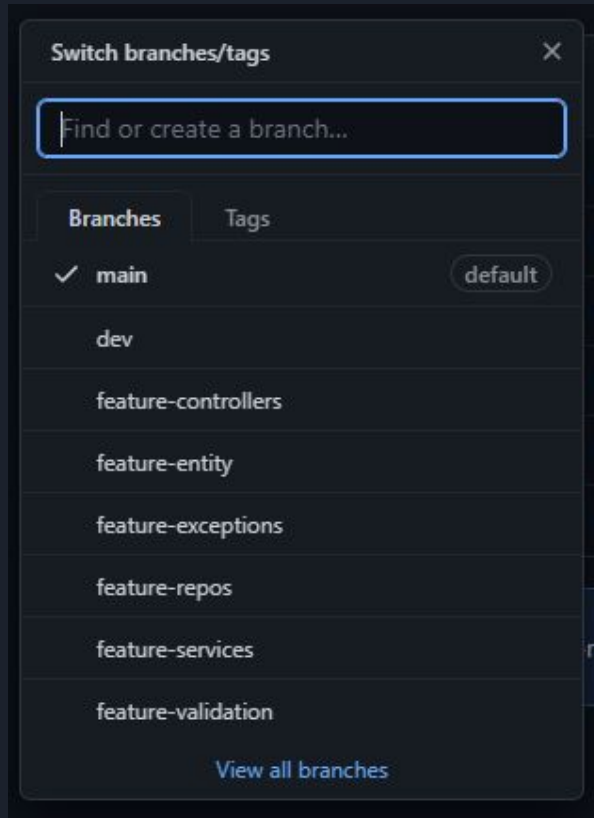 Switch branches/tags
Find or create a branch...
Branches Tags
main default
dev
feature-controllers
feature-entity
feature-exceptions
feature-repos
feature-services
feature-validation
View all branches